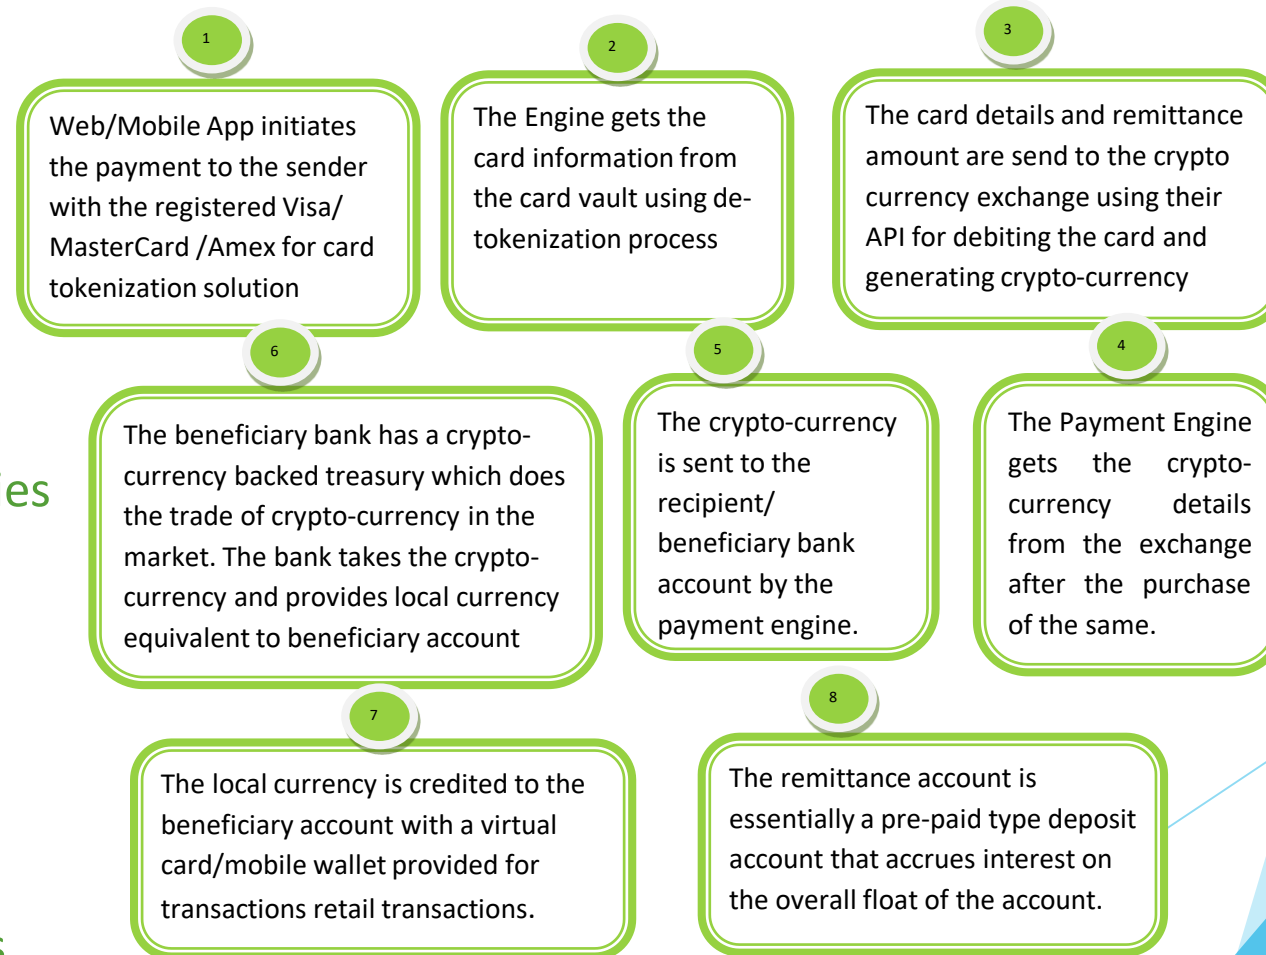 1
Web/Mobile App initiates
the payment to the sender
with the registered Visa/
MasterCard /Amex for card
tokenization solution
2
The Engine gets the
card information from
the card vault using de-
tokenization process
3
The card details and remittance
amount are send to the crypto
currency exchange using their
API for debiting the card and
generating crypto-currency
4
The Payment Engine
gets the crypto-
currency details
from the exchange
after the purchase
of the same.
5
The crypto-currency
is sent to the
recipient/
beneficiary bank
account by the
payment engine.
6
The beneficiary bank has a crypto-
currency backed treasury which does
the trade of crypto-currency in the
market. The bank takes the crypto-
currency and provides local currency
equivalent to beneficiary account
ies
7
The local currency is credited to the
beneficiary account with a virtual
card/mobile wallet provided for
transactions retail transactions.
8
The remittance account is
essentially a pre-paid type deposit
account that accrues interest on
the overall float of the account.
s